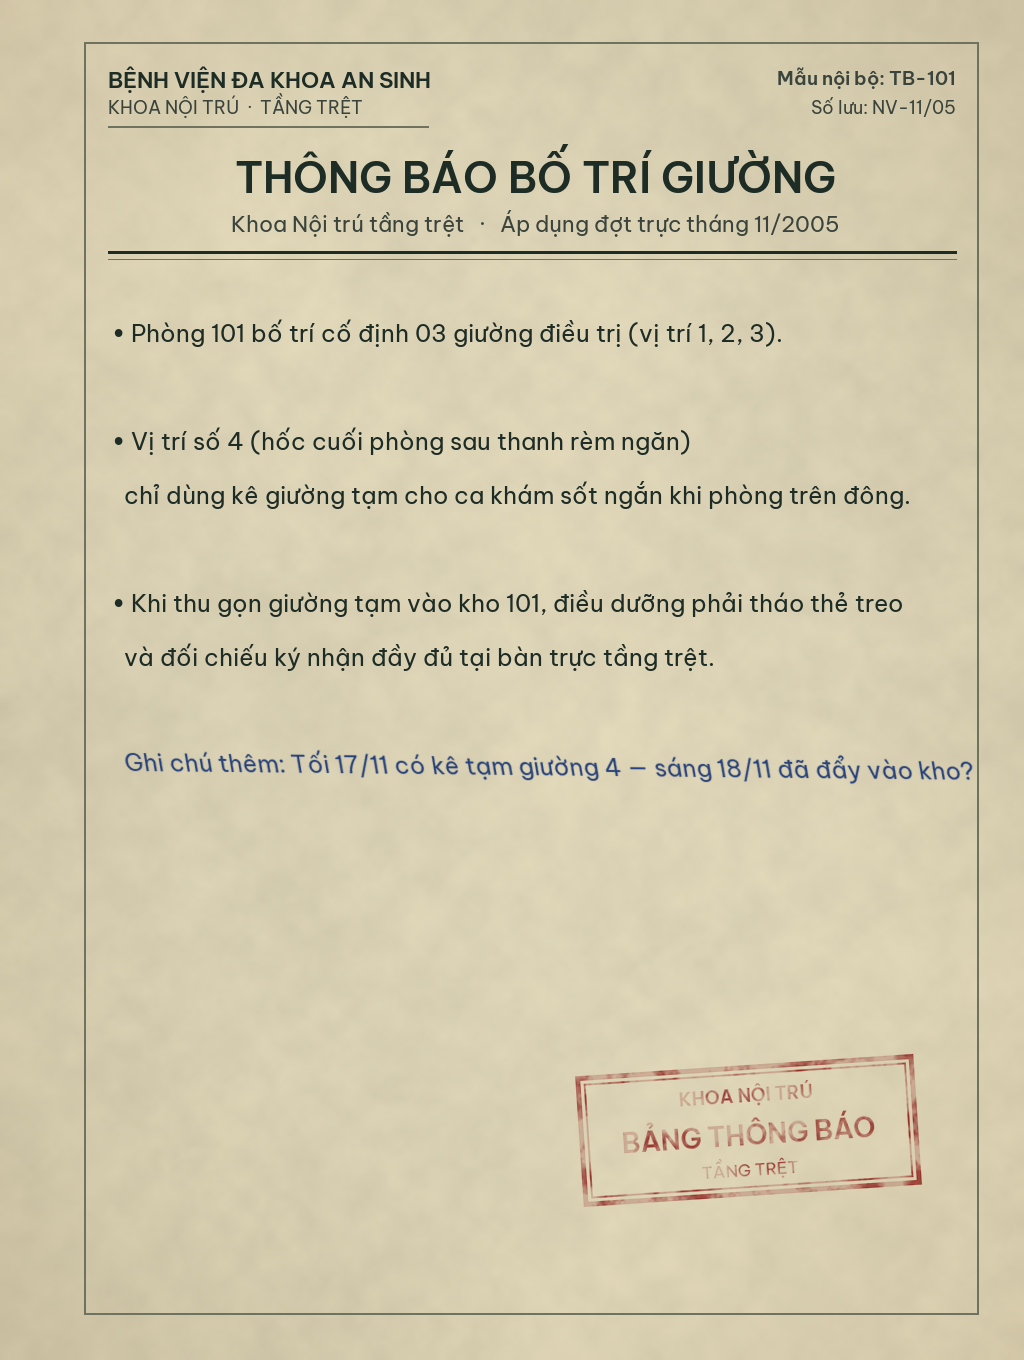 BỆNH VIỆN ĐA KHOA AN SINH
KHOA NỘI TRÚ · TẦNG TRỆT
Mẫu nội bộ: TB-101
Số lưu: NV-11/05
THÔNG BÁO BỐ TRÍ GIƯỜNG
Khoa Nội trú tầng trệt · Áp dụng đợt trực tháng 11/2005
• Phòng 101 bố trí cố định 03 giường điều trị (vị trí 1, 2, 3).
• Vị trí số 4 (hốc cuối phòng sau thanh rèm ngăn)
chỉ dùng kê giường tạm cho ca khám sốt ngắn khi phòng trên đông.
• Khi thu gọn giường tạm vào kho 101, điều dưỡng phải tháo thẻ treo
và đối chiếu ký nhận đầy đủ tại bàn trực tầng trệt.
Ghi chú thêm: Tối 17/11 có kê tạm giường 4 — sáng 18/11 đã đẩy vào kho?
KHOA NỘI TRÚ
BẢNG THÔNG BÁO
TẦNG TRỆT